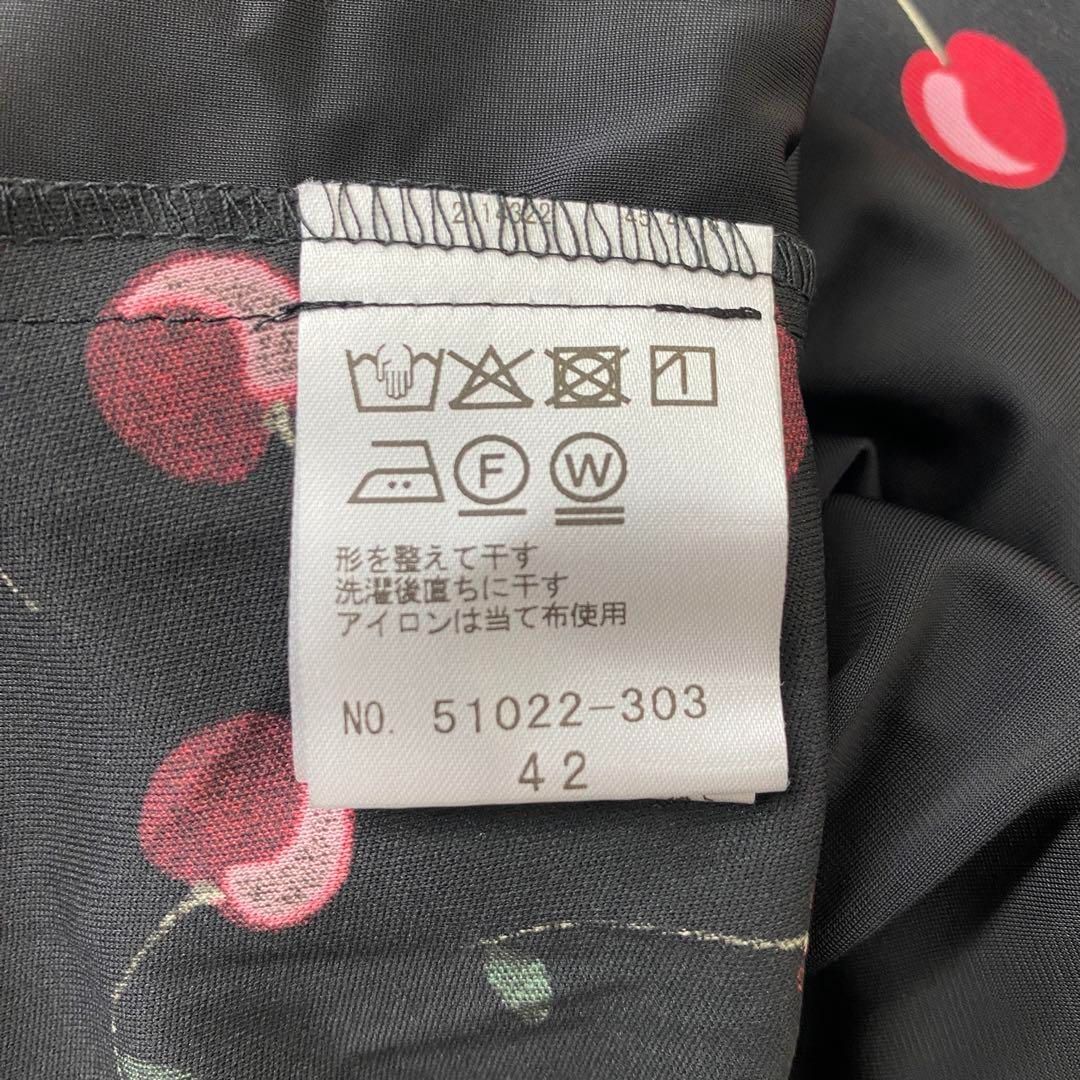 形を整えて干す
洗濯後直ちに干す
アイロンは当て布使用
NO. 51022-303
42